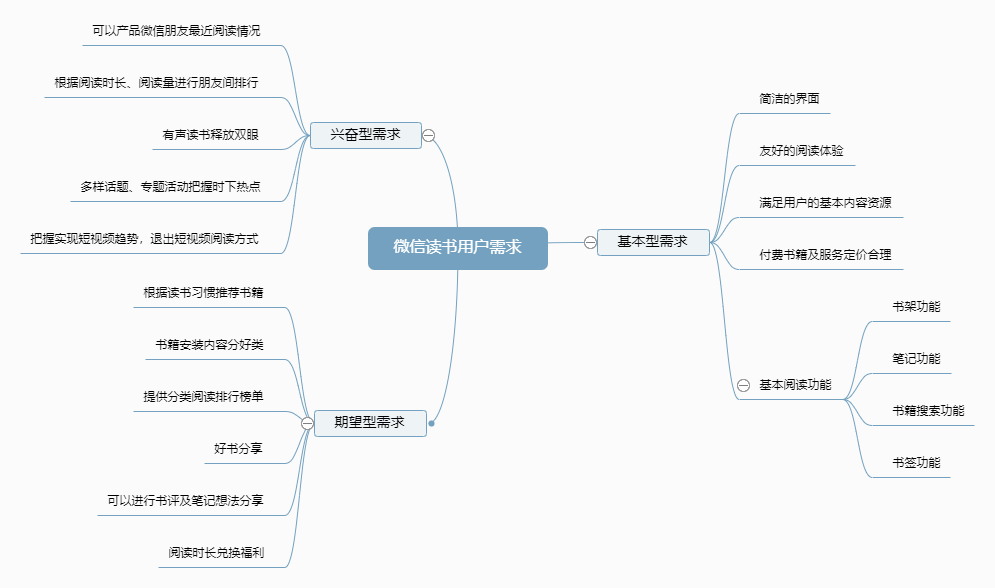 微信读书用户需求
兴奋型需求
可以产品微信朋友最近阅读情况
根据阅读时长、阅读量进行朋友间排行
有声读书释放双眼
多样话题、专题活动把握时下热点
把握实现短视频趋势，退出短视频阅读方式
期望型需求
根据读书习惯推荐书籍
书籍安装内容分好类
提供分类阅读排行榜单
好书分享
可以进行书评及笔记想法分享
阅读时长兑换福利
基本型需求
简洁的界面
友好的阅读体验
满足用户的基本内容资源
付费书籍及服务定价合理
基本阅读功能
书架功能
笔记功能
书籍搜索功能
书签功能